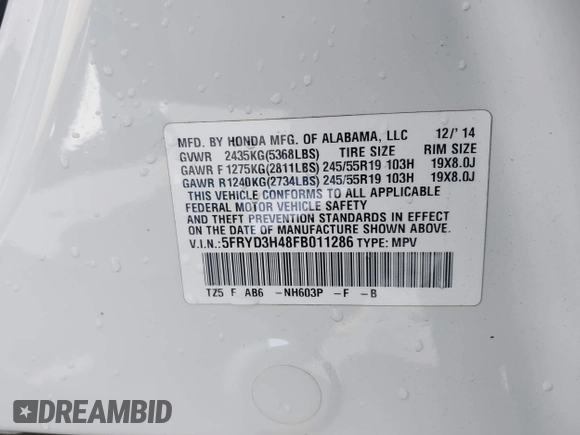 MFD. BY HONDA MFG. OF ALABAMA, LLC 12/'14
GVWR 2435KG(5368LBS) TIRE SIZE RIM SIZE
GAWR F1275KG(2811LBS) 245/55R19 103H 19X8.0J
GAWR R1240KG(2734LBS) 245/55R19 103H 19X8.0J
THIS VEHICLE CONFORMS TO ALL APPLICABLE
FEDERAL MOTOR VEHICLE SAFETY
AND THEFT PREVENTION STANDARDS IN EFFECT
ON THE DATE OF MANUFACTURE SHOWN ABOVE.
V.I.N.:5FRYD3H48FB011286 TYPE: MPV
TZ5 F AB6 -NH603P -F -B
DREAMBID